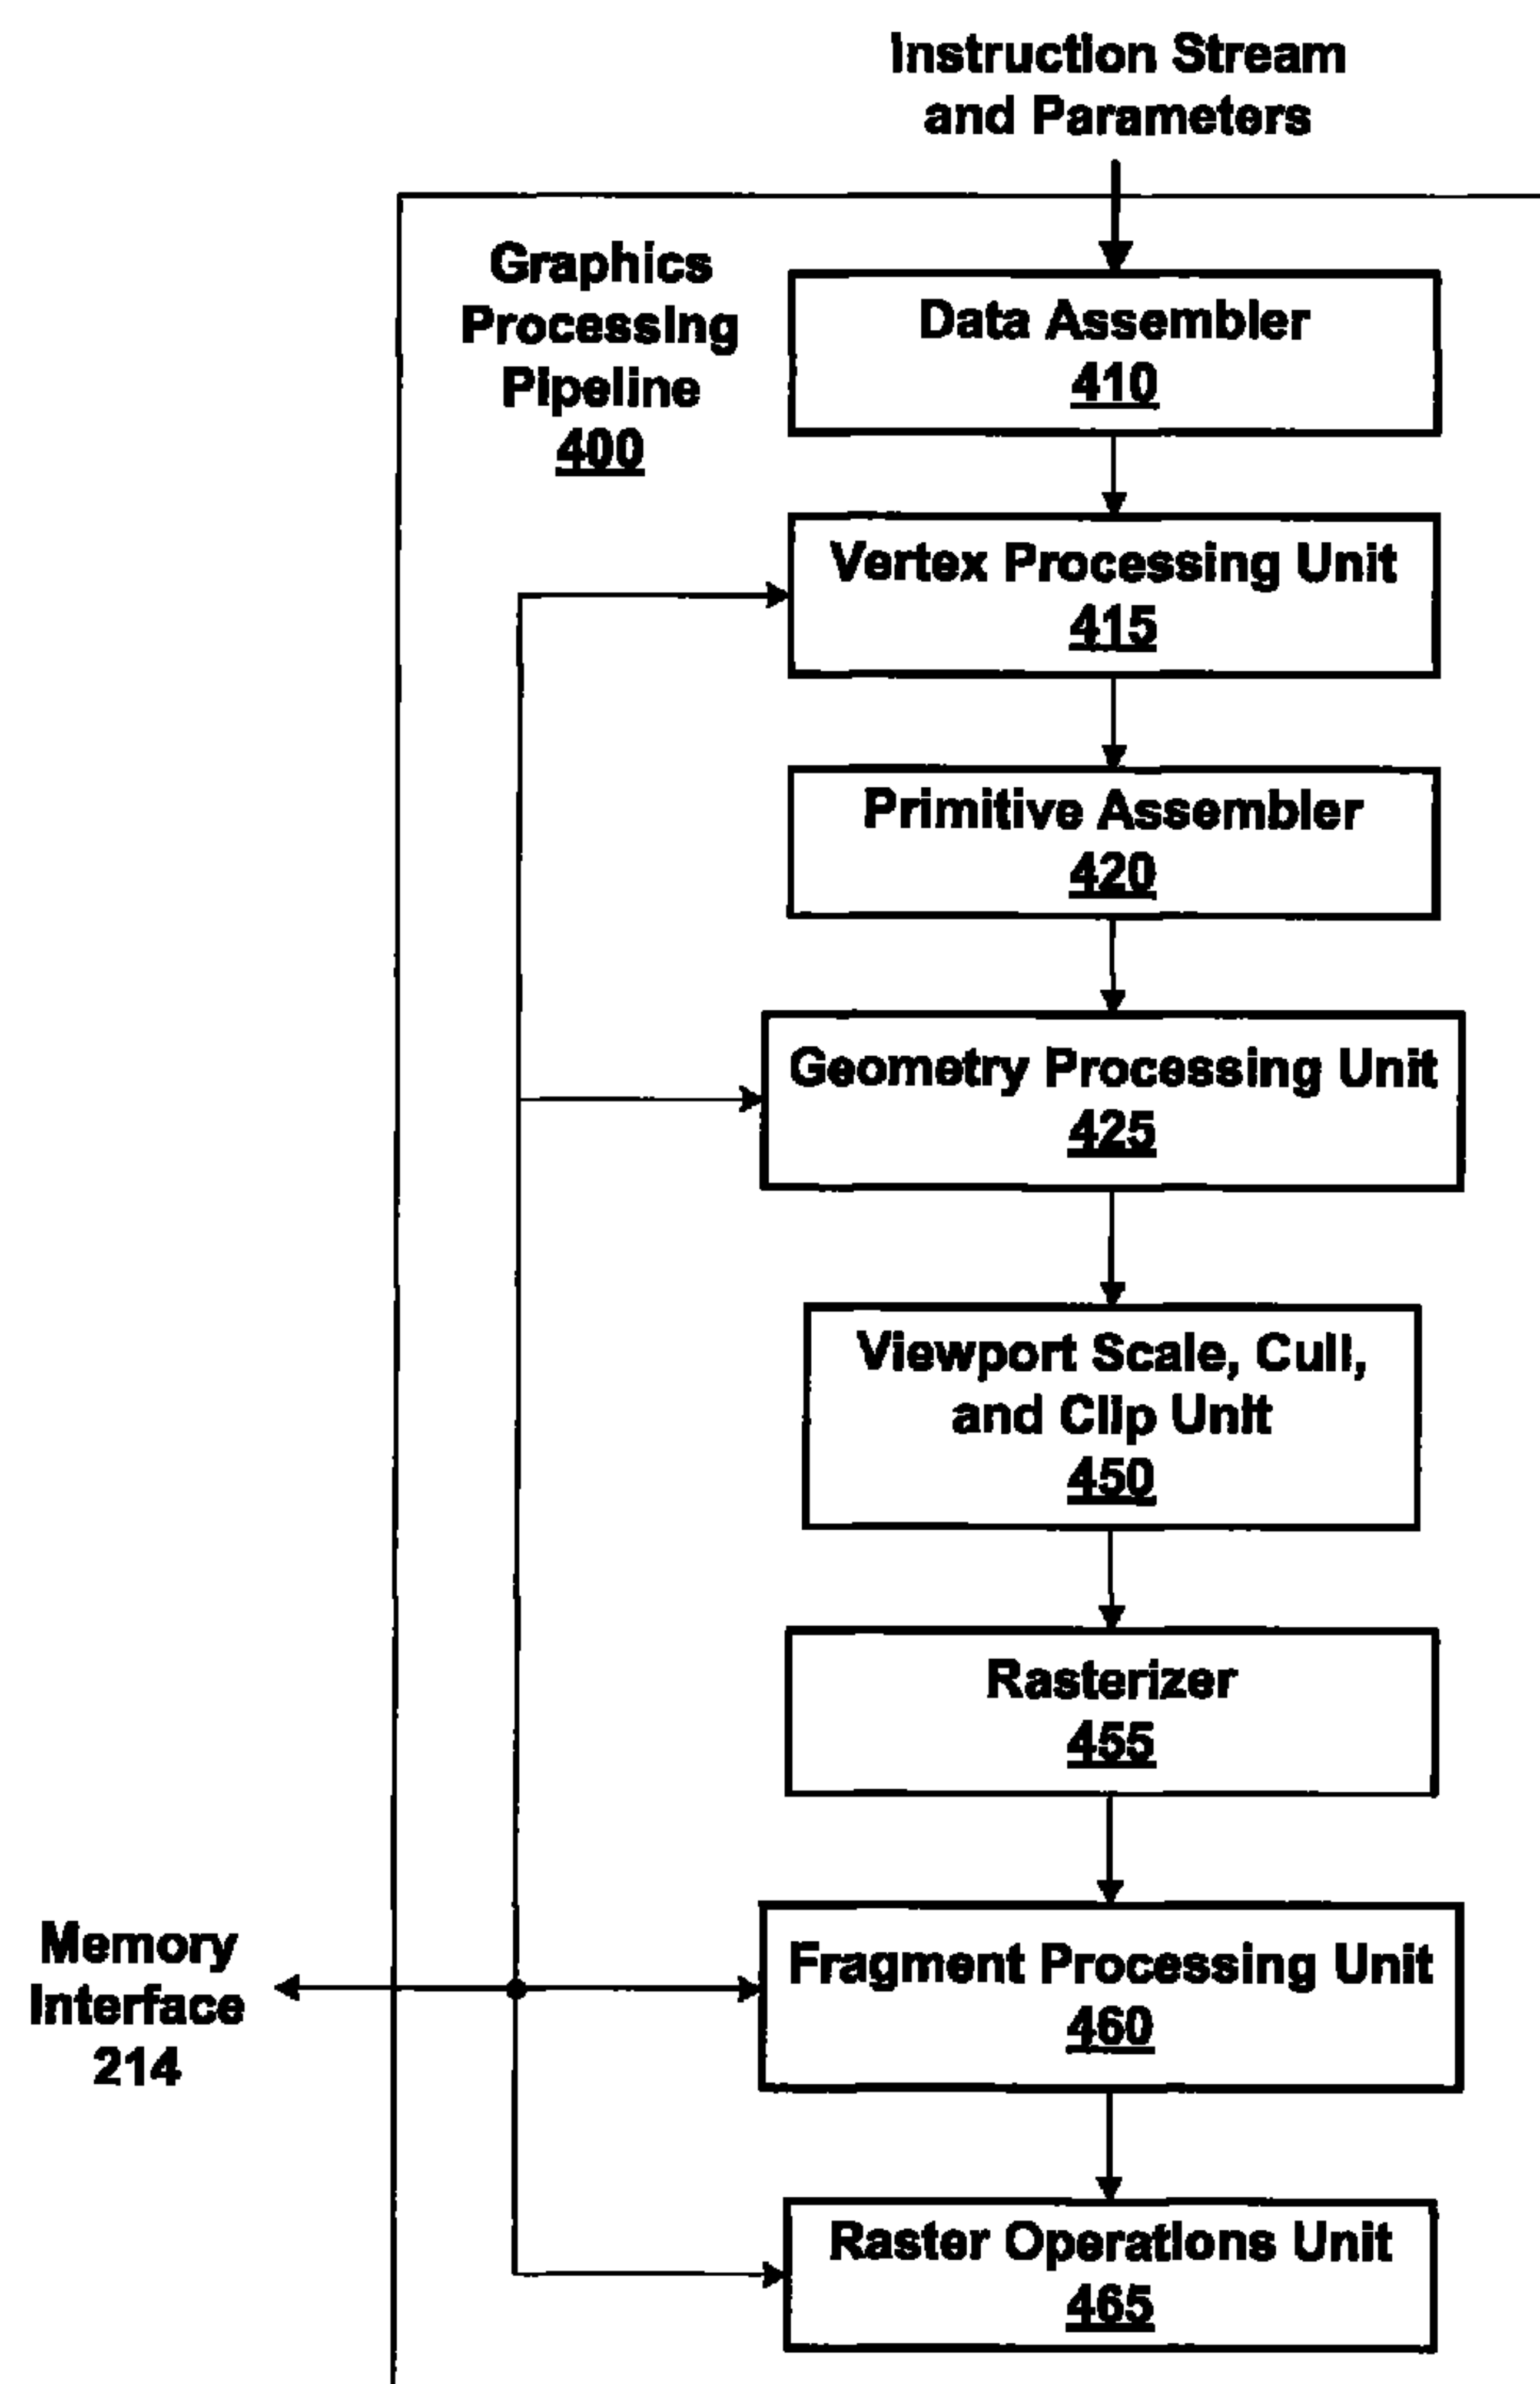 Instruction Stream
and Parameters
Graphics
Processing
Pipeline
400
Data Assembler
410
Vertex Processing Unit
415
Primitive Assembler
420
Geometry Processing Unit
425
Viewport Scale, Cull,
and Clip Unit
450
Rasterizer
455
Memory
Interface
214
Fragment Processing Unit
460
Raster Operations Unit
465